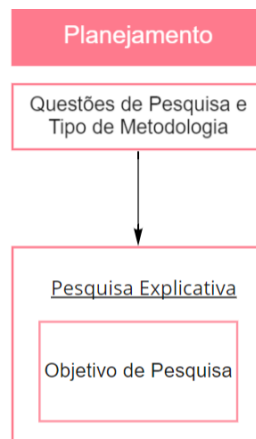 Planejamento
Questões de Pesquisa e
Tipo de Metodologia
Pesquisa Explicativa
Objetivo de Pesquisa